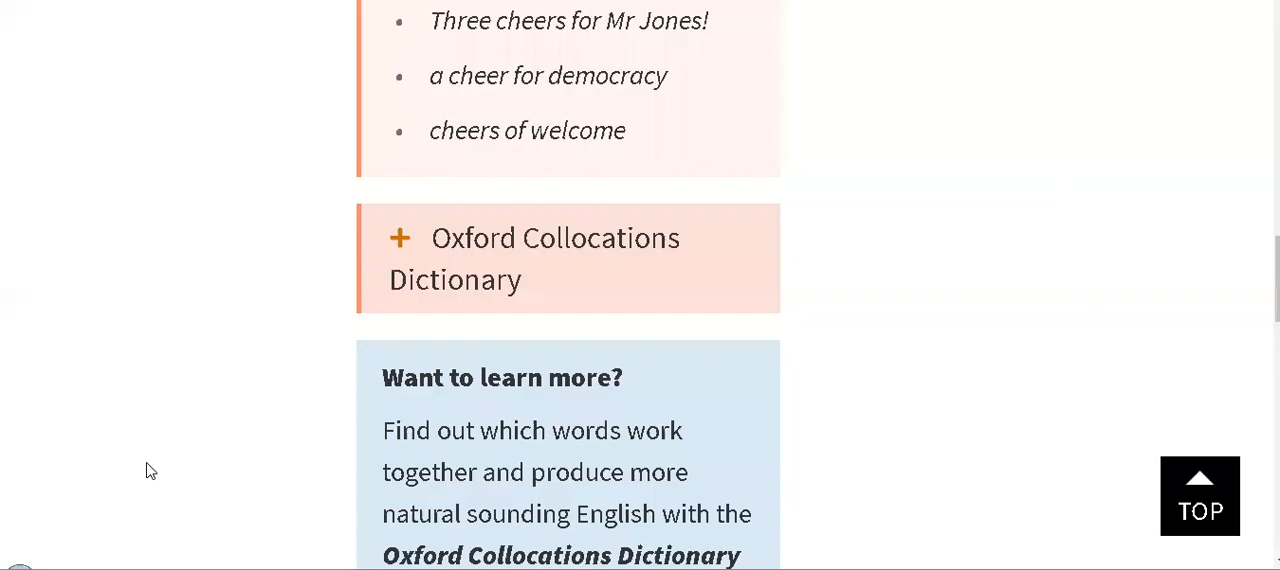 Three cheers for Mr Jones!
a cheer for democracy
cheers of welcome
+ Oxford Collocations
Dictionary
Want to learn more?
Find out which words work
together and produce more
natural sounding English with the
Oxford Collocations Dictionary
TOP